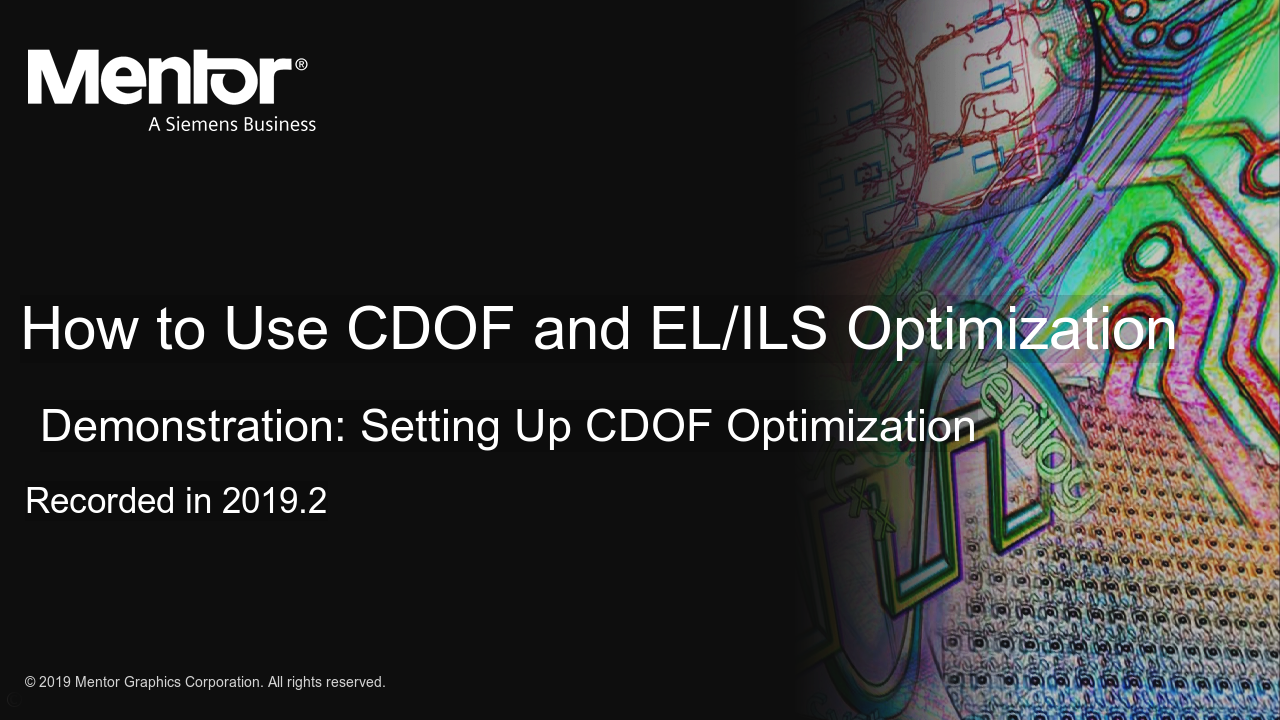 Mentor®
A Siemens Business
How to Use CDOF and EL/ILS Optimization
Demonstration: Setting Up CDOF Optimization
Recorded in 2019.2
© 2019 Mentor Graphics Corporation. All rights reserved.